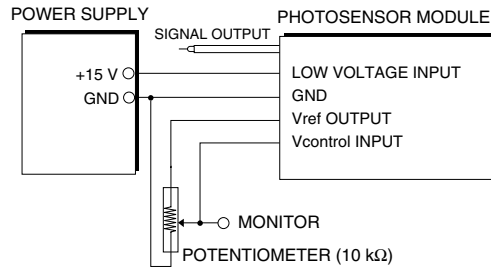 POWER SUPPLY
PHOTOSENSOR MODULE
SIGNAL OUTPUT
+15 V
LOW VOLTAGE INPUT
GND
GND
Vref OUTPUT
Vcontrol INPUT
MONITOR
POTENTIOMETER (10 kΩ)